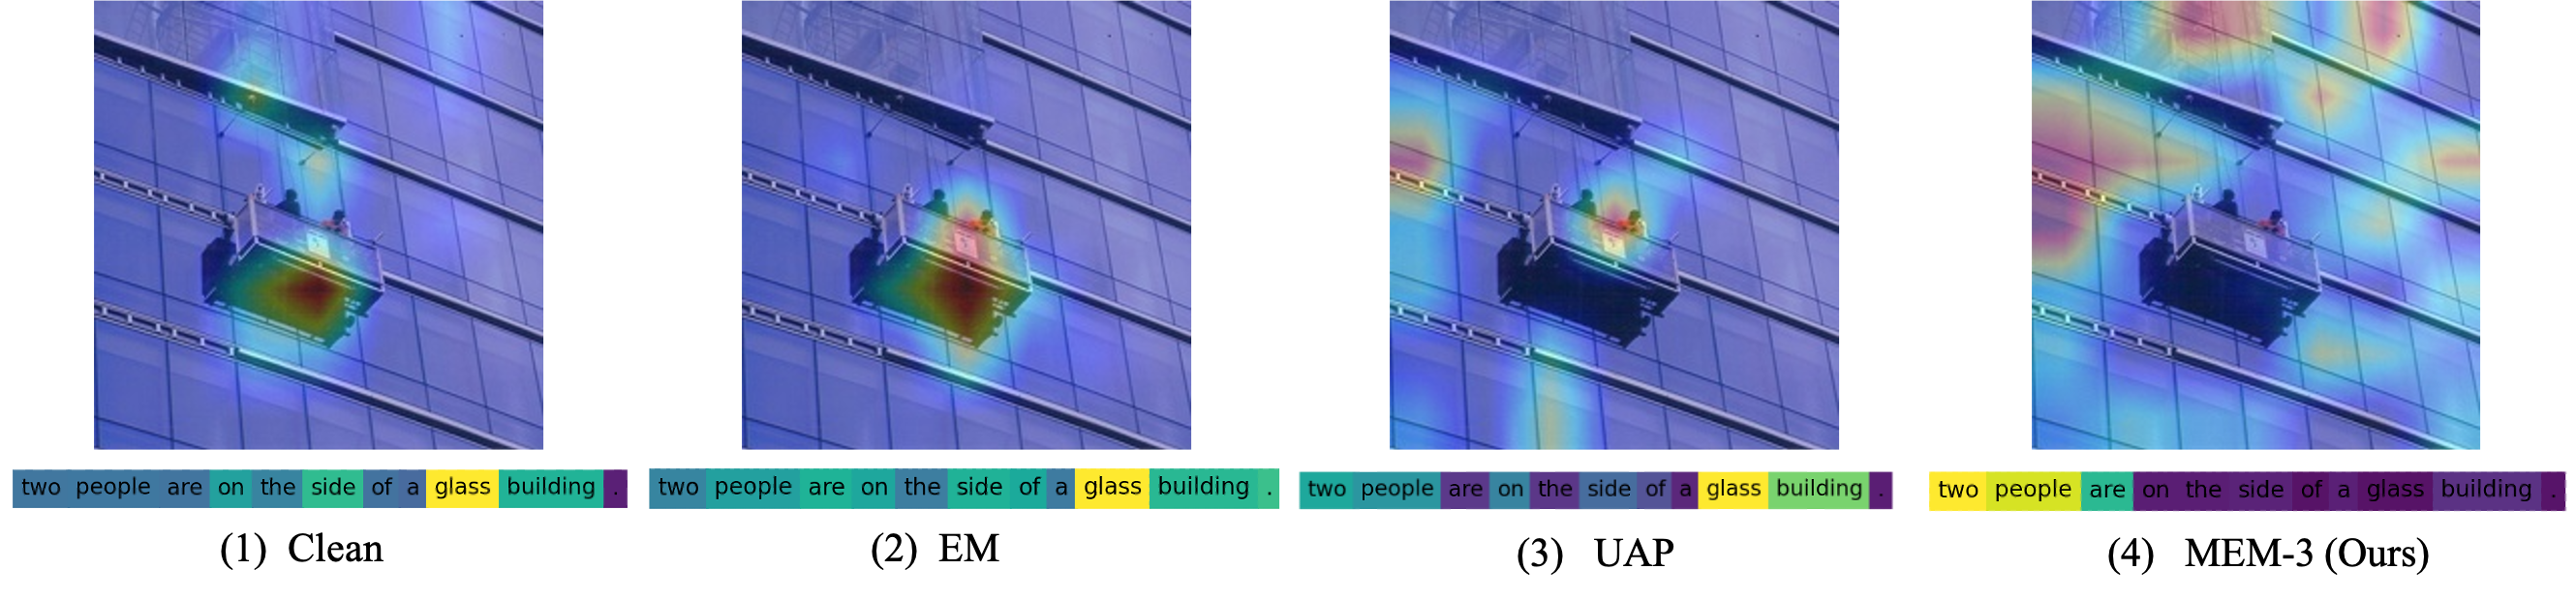 two people are on the side of a glass building .
two people are on the side of a glass building .
two people are on the side of a glass building .
two people are on the side of a glass building .
(1) Clean
(2) EM
(3) UAP
(4) MEM-3 (Ours)